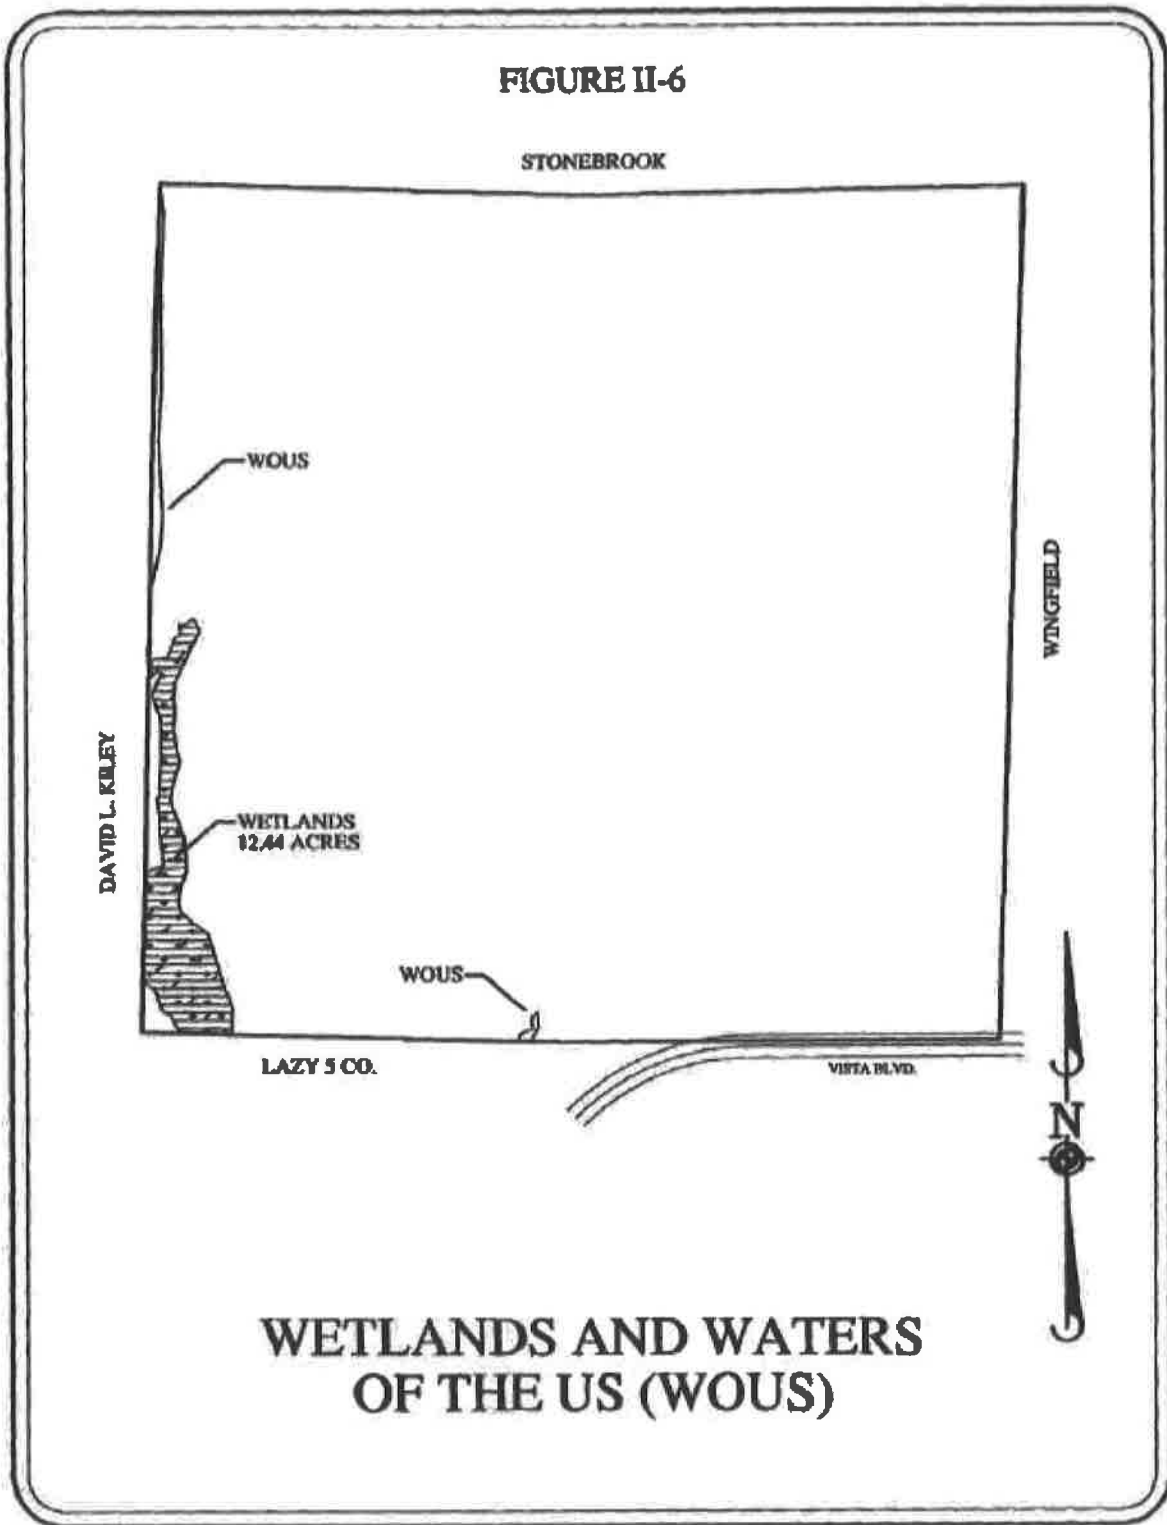 FIGURE II-6
STONEBROOK
WOUS
WINGFIELD
DAVID L. KILEY
WETLANDS
12.44 ACRES
WOUS
LAZY 5 CO.
VISTA BLVD.
N
WETLANDS AND WATERS
OF THE US (WOUS)